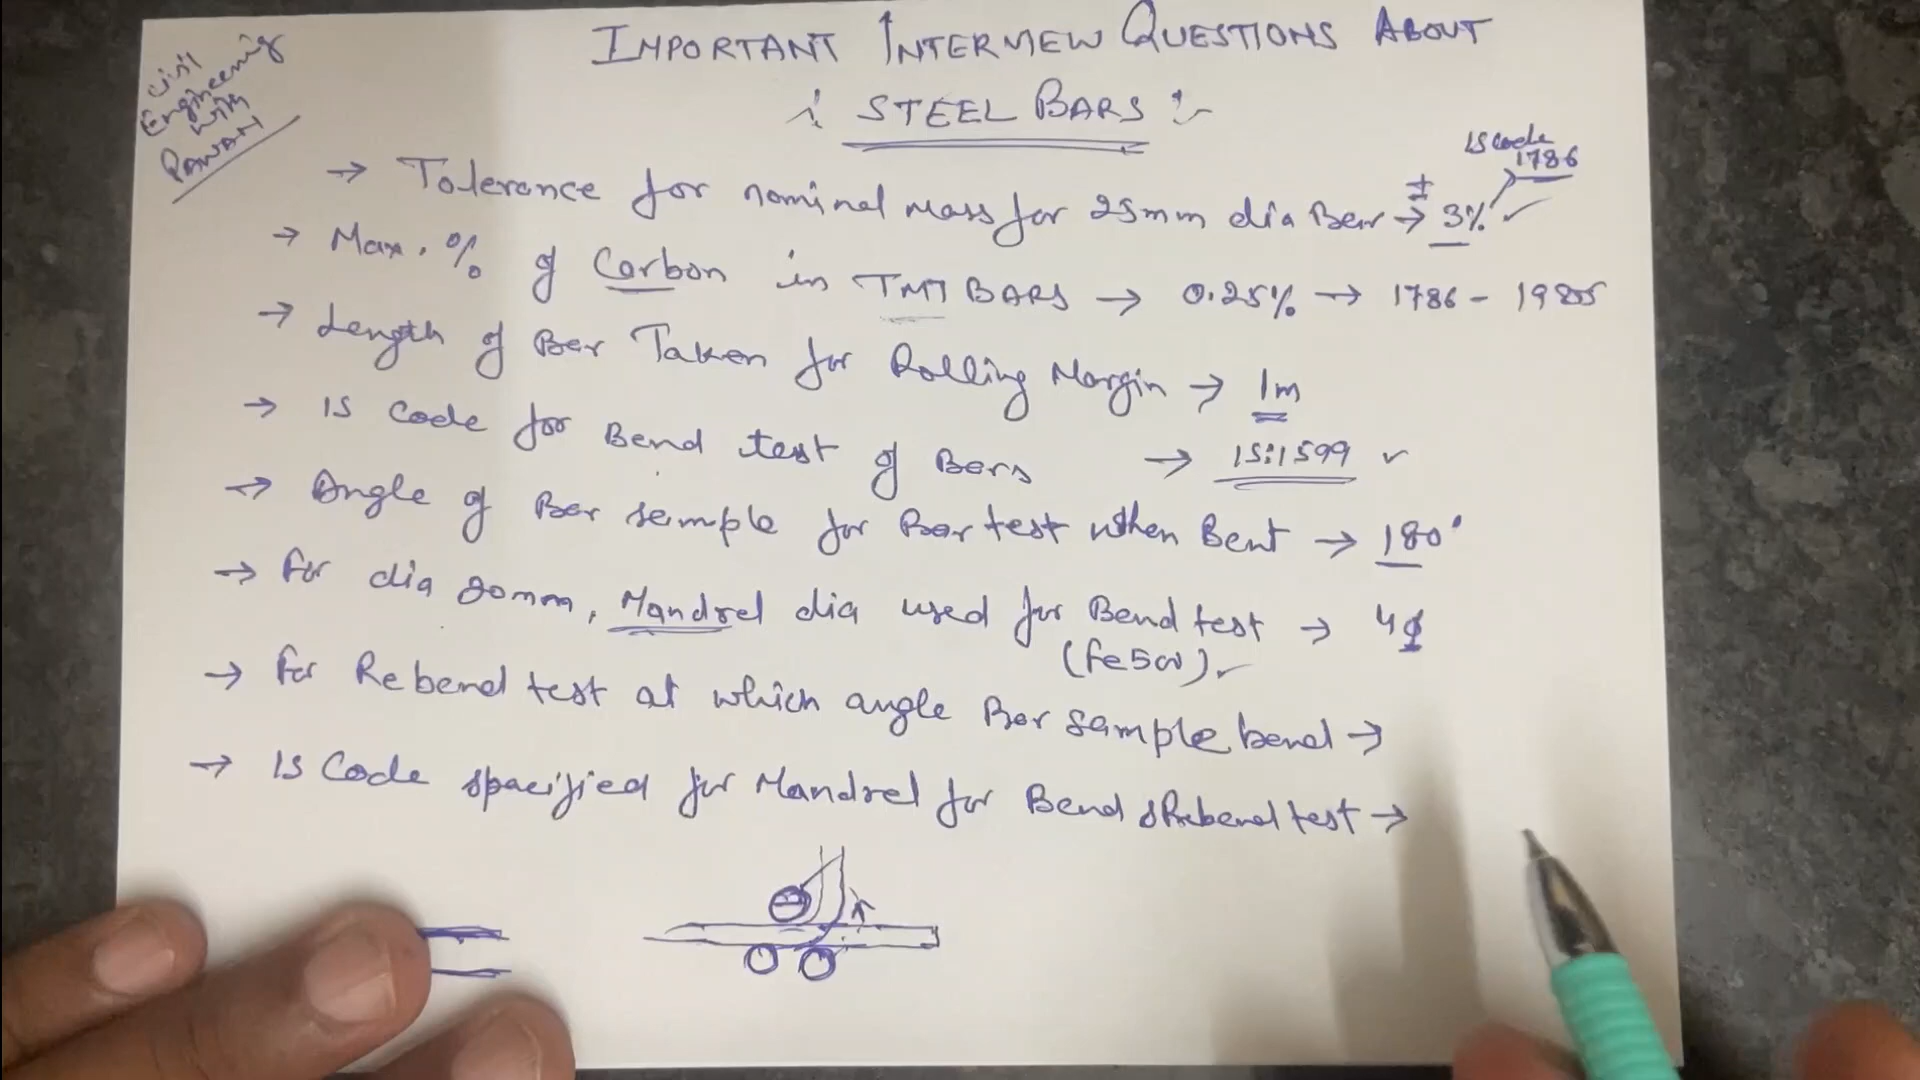 Civil
Engineering
with
PAWAN
IMPORTANT INTERVIEW QUESTIONS ABOUT
STEEL BARS :-
IS code
1786
→ Tolerance for nominal mass for 25mm dia Bar → ± 3% ✓
→ Max. % of Carbon in TMT BARS → 0.25% → 1786 -
→ Length of Bar Taken for Rolling Margin → 1m
→ IS Code for Bend test of Bars → IS:1599 ✓
→ Angle of Bar sample for Bar test when Bent → 180°
→ for dia 20mm, Mandrel dia used for Bend test → 4φ
(fe500) ✓
→ for Rebend test at which angle Bar sample bend →
→ IS Code specified for Mandrel for Bend & Rebend test →